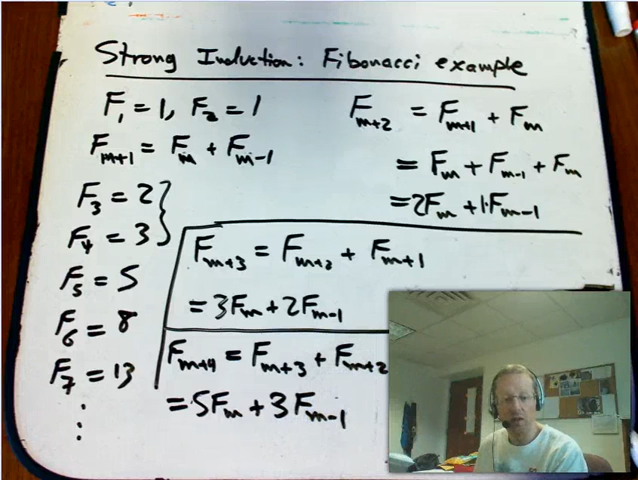 Strong Induction: Fibonacci example
F₁ = 1, F₂ = 1
Fₘ₊₁ = Fₘ + Fₘ₋₁
F₃ = 2
F₄ = 3
F₅ = 5
F₆ = 8
F₇ = 13
⋮
Fₘ₊₂ = Fₘ₊₁ + Fₘ
= Fₘ + Fₘ₋₁ + Fₘ
= 2Fₘ + 1·Fₘ₋₁
Fₘ₊₃ = Fₘ₊₂ + Fₘ₊₁
= 3Fₘ + 2Fₘ₋₁
Fₘ₊₄ = Fₘ₊₃ + Fₘ₊₂
= 5Fₘ + 3Fₘ₋₁